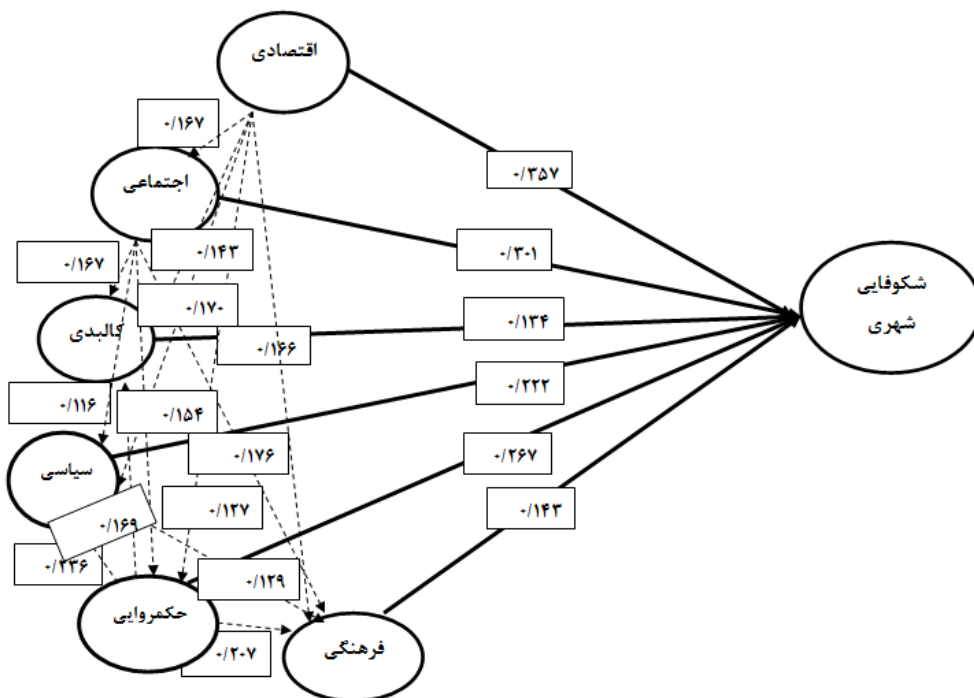 اقتصادی
۰/۱۶۷
۰/۳۵۷
اجتماعی
۰/۱۴۳
۰/۳۰۱
۰/۱۶۷
شکوفایی
شهری
۰/۱۷۰
۰/۱۳۴
کالبدی
۰/۱۶۶
۰/۲۲۲
۰/۱۱۶
۰/۱۵۴
۰/۱۷۶
۰/۲۶۷
سیاسی
۰/۱۲۷
۰/۱۴۳
۰/۱۶۹
۰/۲۳۶
۰/۱۲۹
حکمروایی
فرهنگی
۰/۲۰۷